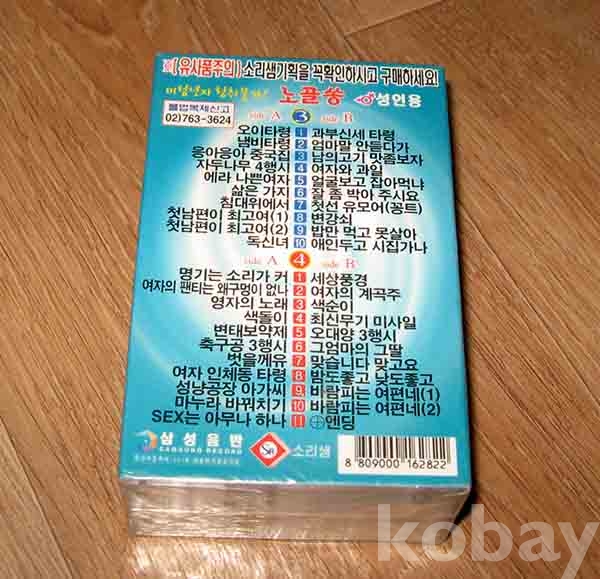 (유사품주의) 소리샘기획을 꼭확인하시고 구매하세요!
노골쏭 성인용
불법복제신고
02)763-3624
side A 3 side B
오이타령 1 과부신세 타령
냄비타령 2 엄마말 안듣다가
웅아웅아 중국집 3 남의고기 맛좀보자
자두나무 4행시 4 여자와 과일
에라 나쁜여자 5 얼굴보고 잡아먹냐
삶은 가지 6 잘 좀 박아 주시요
침대위에서 7 첫선 유모어(꽁트)
첫남편이 최고여(1) 8 변강쇠
첫남편이 최고여(2) 9 밥만 먹고 못살아
독신녀 10 애인두고 시집가나
side A 4 side B
명기는 소리가 커 1 세상풍경
여자의 팬티는 왜구멍이 없나 2 여자의 계곡주
영자의 노래 3 색순이
색돌이 4 최신무기 미사일
변태보약제 5 오대양 3행시
축구공 3행시 6 그엄마의 그딸
벗을께유 7 맞습니다 맞고요
여자 인체동 타령 8 밤도좋고 낮도좋고
성냥공장 아가씨 9 바람피는 여편네(1)
마누라 바꿔치기 10 바람피는 여편네(2)
SEX는 아무나 하나 11 엔딩
삼성음반
SAMSUNG RECORD
SR 소리샘
8 809000 162822
kobay